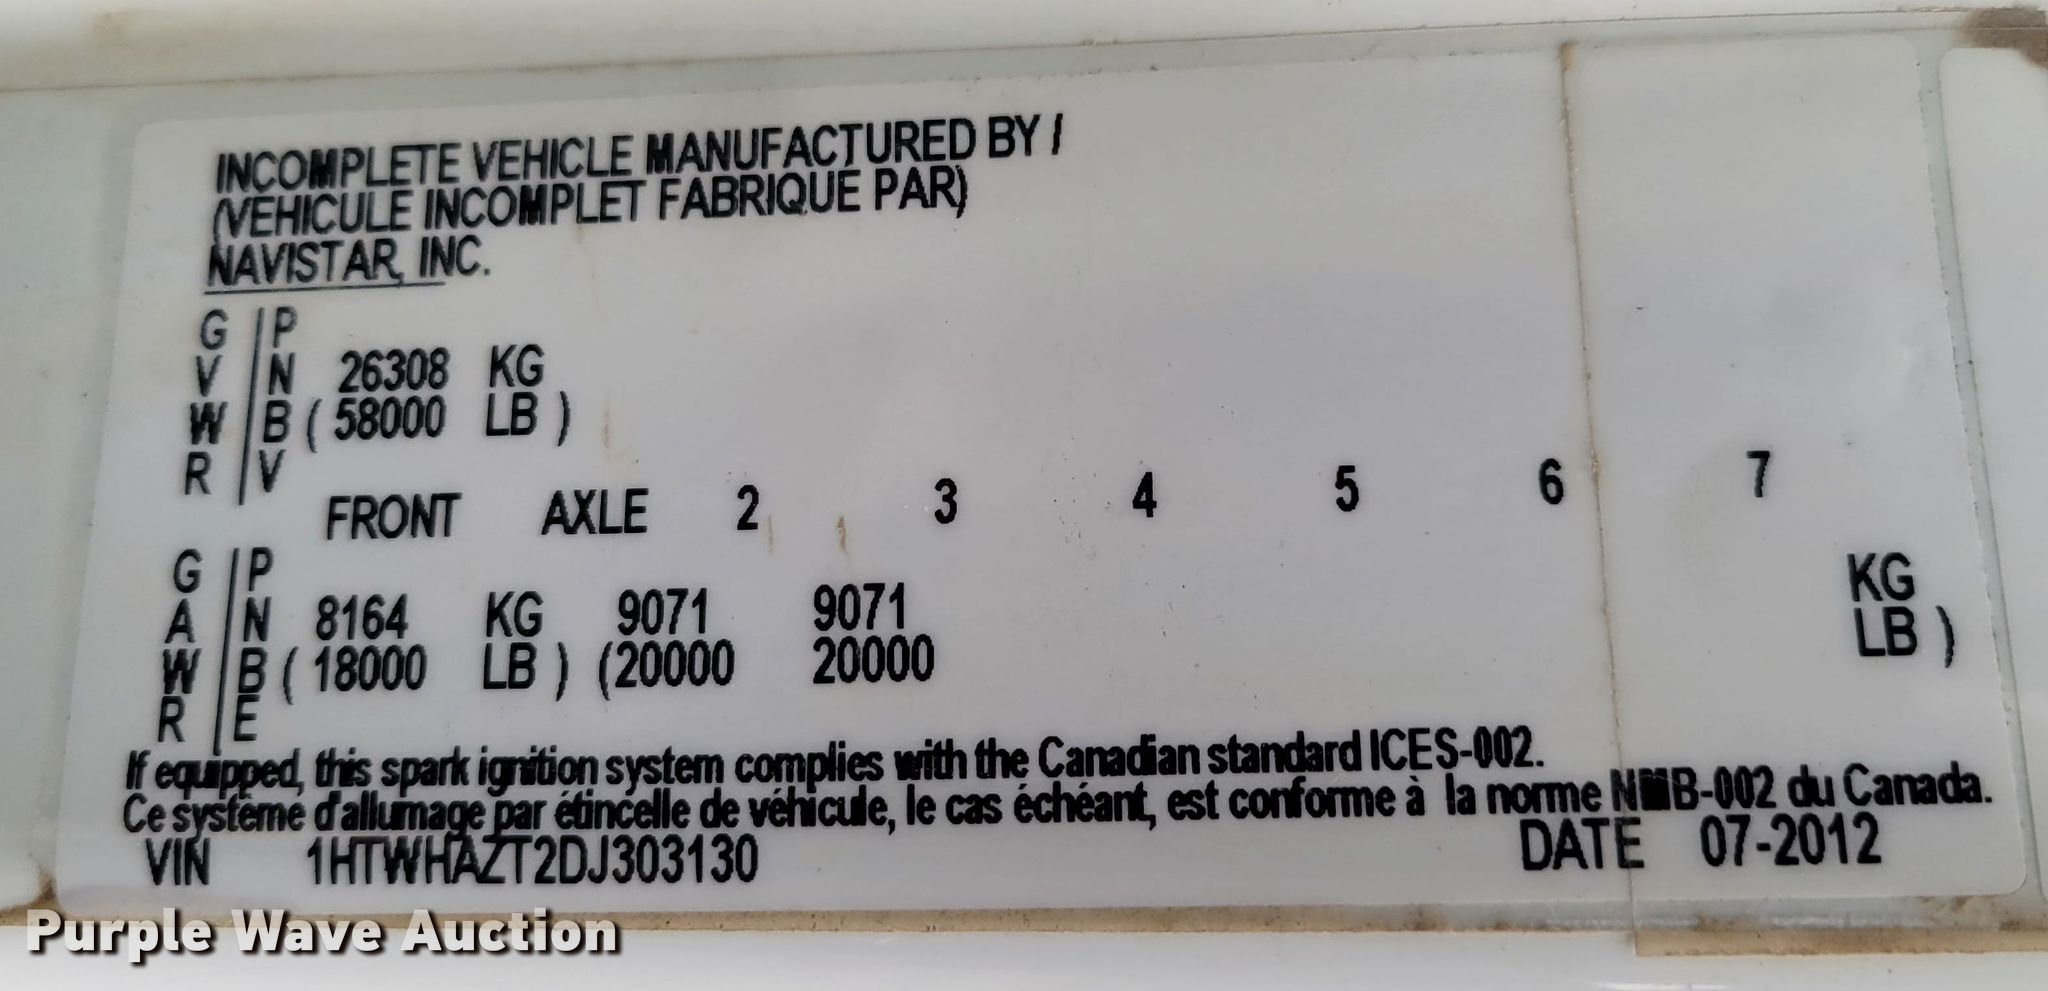 INCOMPLETE VEHICLE MANUFACTURED BY /
(VEHICULE INCOMPLET FABRIQUE PAR)
NAVISTAR, INC.
G / P
V / N 26308 KG
W / B ( 58000 LB )
R / V
FRONT AXLE 2 3 4 5 6 7
G / P
A / N 8164 KG 9071 9071 KG
W / B ( 18000 LB ) (20000 20000 LB )
R / E
If equipped, this spark ignition system complies with the Canadian standard ICES-002.
Ce système d'allumage par étincelle de véhicule, le cas échéant, est conforme à la norme NMB-002 du Canada.
VIN 1HTWHAZT2DJ303130 DATE 07-2012
Purple Wave Auction